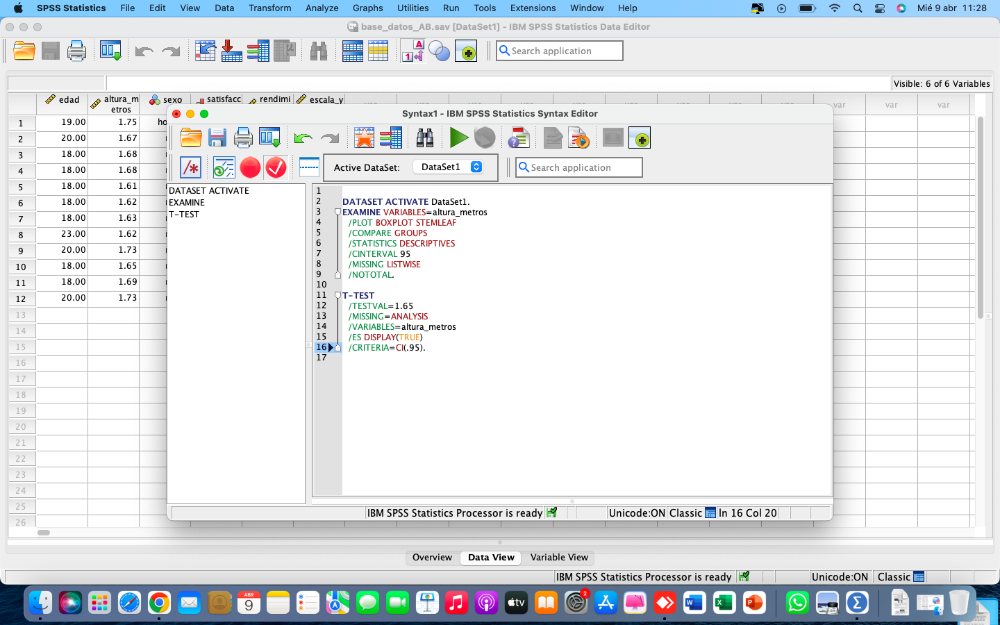 SPSS Statistics File Edit View Data Transform Analyze Graphs Utilities Run Tools Extensions Window Help Mié 9 abr 11:28
base_datos_AB.sav [DataSet1] - IBM SPSS Statistics Data Editor
Search application
Visible: 6 of 6 Variables
edad altura_metros sexo satisfacc rendimi escala_y var var var
1 19.00 1.75 ho
2 20.00 1.67
3 18.00 1.68
4 18.00 1.68
5 18.00 1.61
6 18.00 1.62
7 18.00 1.63
8 23.00 1.62
9 20.00 1.73
10 18.00 1.65
11 18.00 1.69
12 20.00 1.73
13
14
15
16
17
18
19
20
21
22
23
24
25
26
Syntax1 - IBM SPSS Statistics Syntax Editor
Active DataSet: DataSet1 Search application
DATASET ACTIVATE
EXAMINE
T-TEST
1
2 DATASET ACTIVATE DataSet1.
3 EXAMINE VARIABLES=altura_metros
4 /PLOT BOXPLOT STEMLEAF
5 /COMPARE GROUPS
6 /STATISTICS DESCRIPTIVES
7 /CINTERVAL 95
8 /MISSING LISTWISE
9 /NOTOTAL.
10
11 T-TEST
12 /TESTVAL=1.65
13 /MISSING=ANALYSIS
14 /VARIABLES=altura_metros
15 /ES DISPLAY(TRUE)
16 /CRITERIA=CI(.95).
17
IBM SPSS Statistics Processor is ready Unicode:ON Classic In 16 Col 20
Overview Data View Variable View
IBM SPSS Statistics Processor is ready Unicode:ON Classic
ABR
9
tv
2
W
X
P
Σ